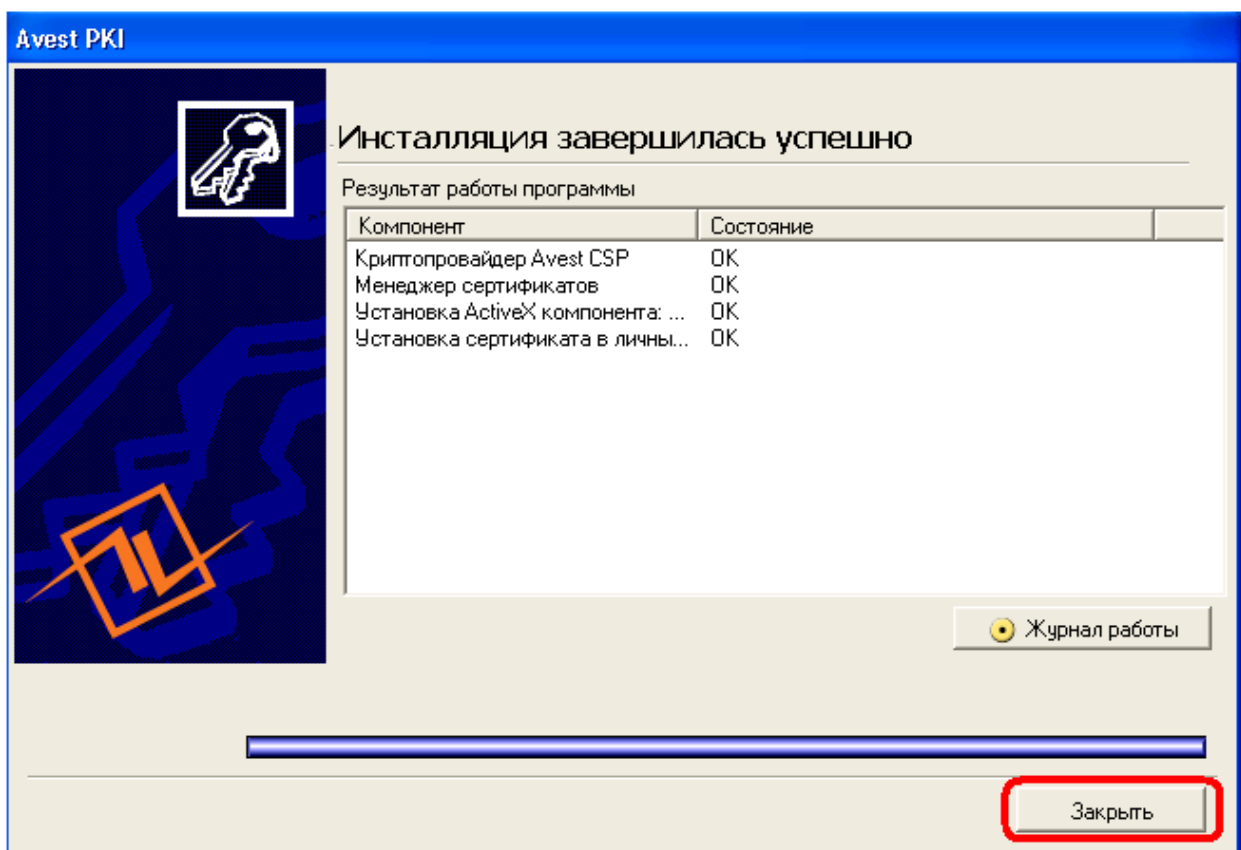 Avest PKI
Инсталляция завершилась успешно
Результат работы программы
Компонент Состояние
Криптопровайдер Avest CSP OK
Менеджер сертификатов OK
Установка ActiveX компонента: ... OK
Установка сертификата в личны... OK
Журнал работы
Закрыть